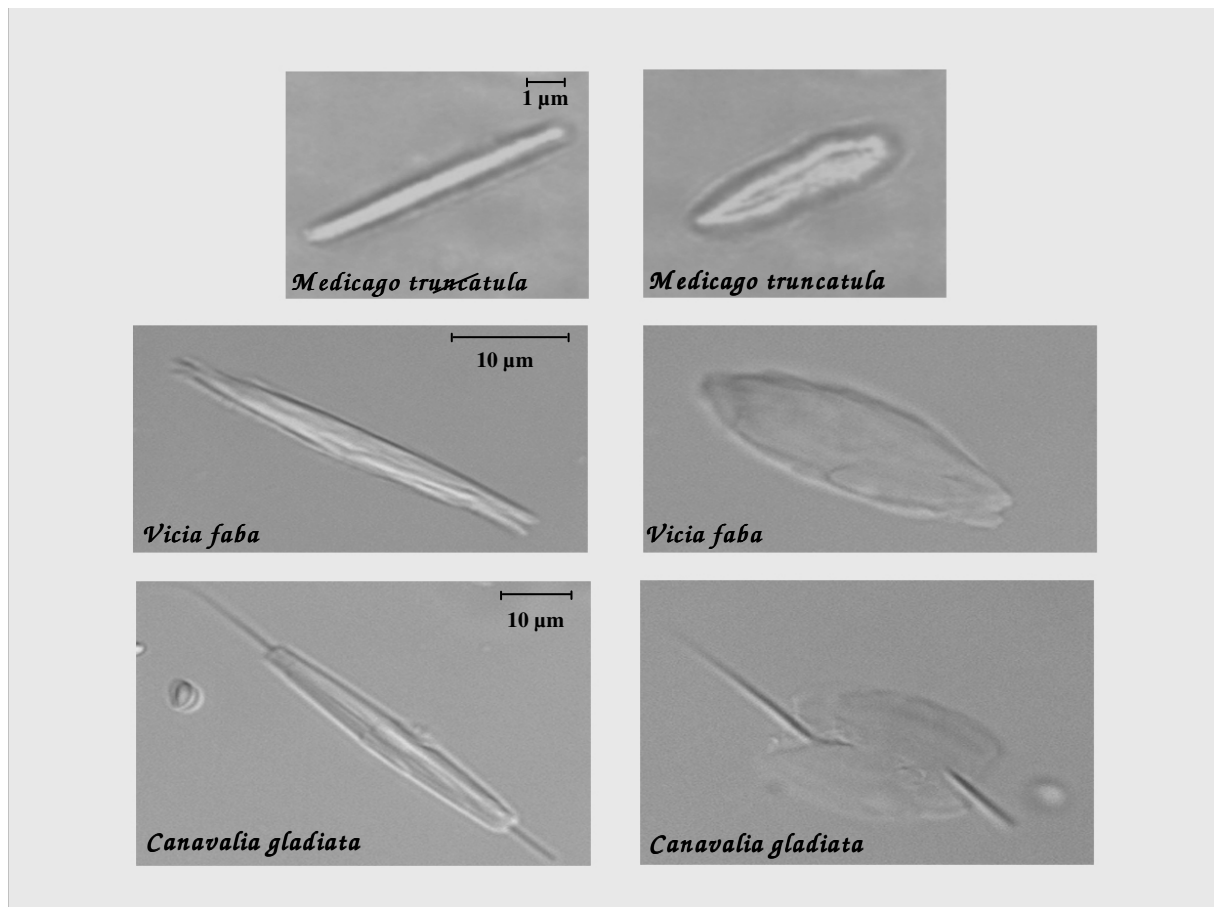 1 μm
Medicago truncatula
Medicago truncatula
10 μm
Vicia faba
Vicia faba
10 μm
Canavalia gladiata
Canavalia gladiata